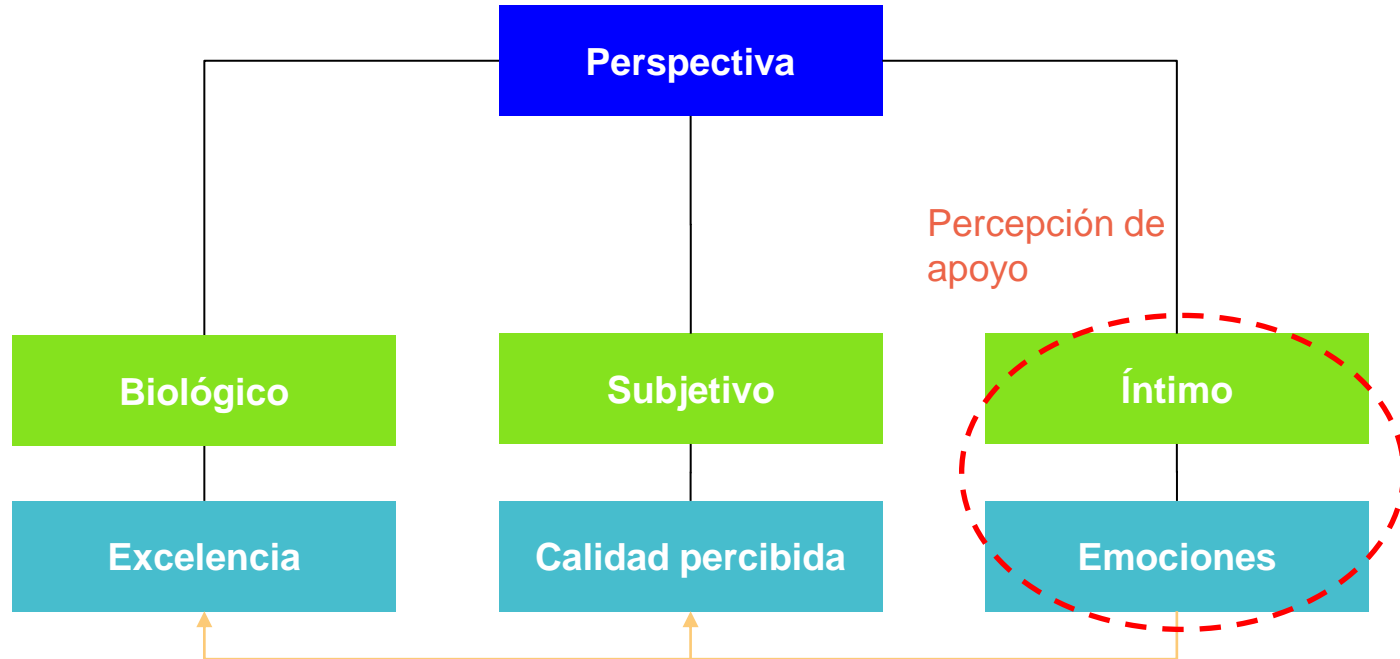 Perspectiva
Percepción de
apoyo
Biológico
Subjetivo
Íntimo
Excelencia
Calidad percibida
Emociones